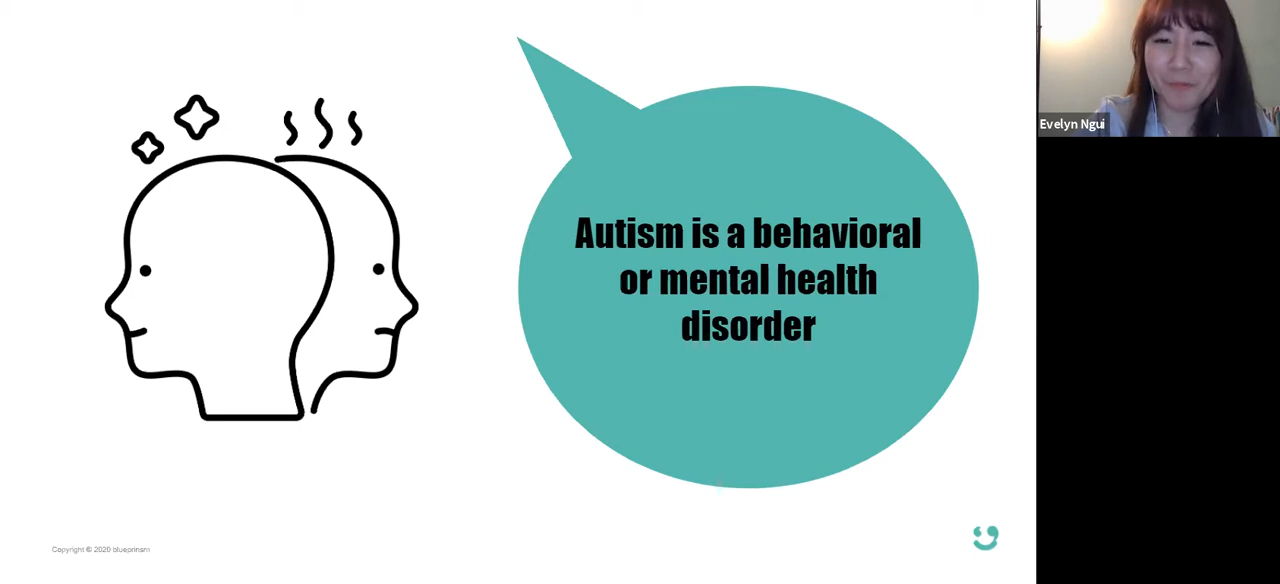 Autism is a behavioral
or mental health
disorder
Evelyn Ngui
Copyright © 2020 blueprinsm